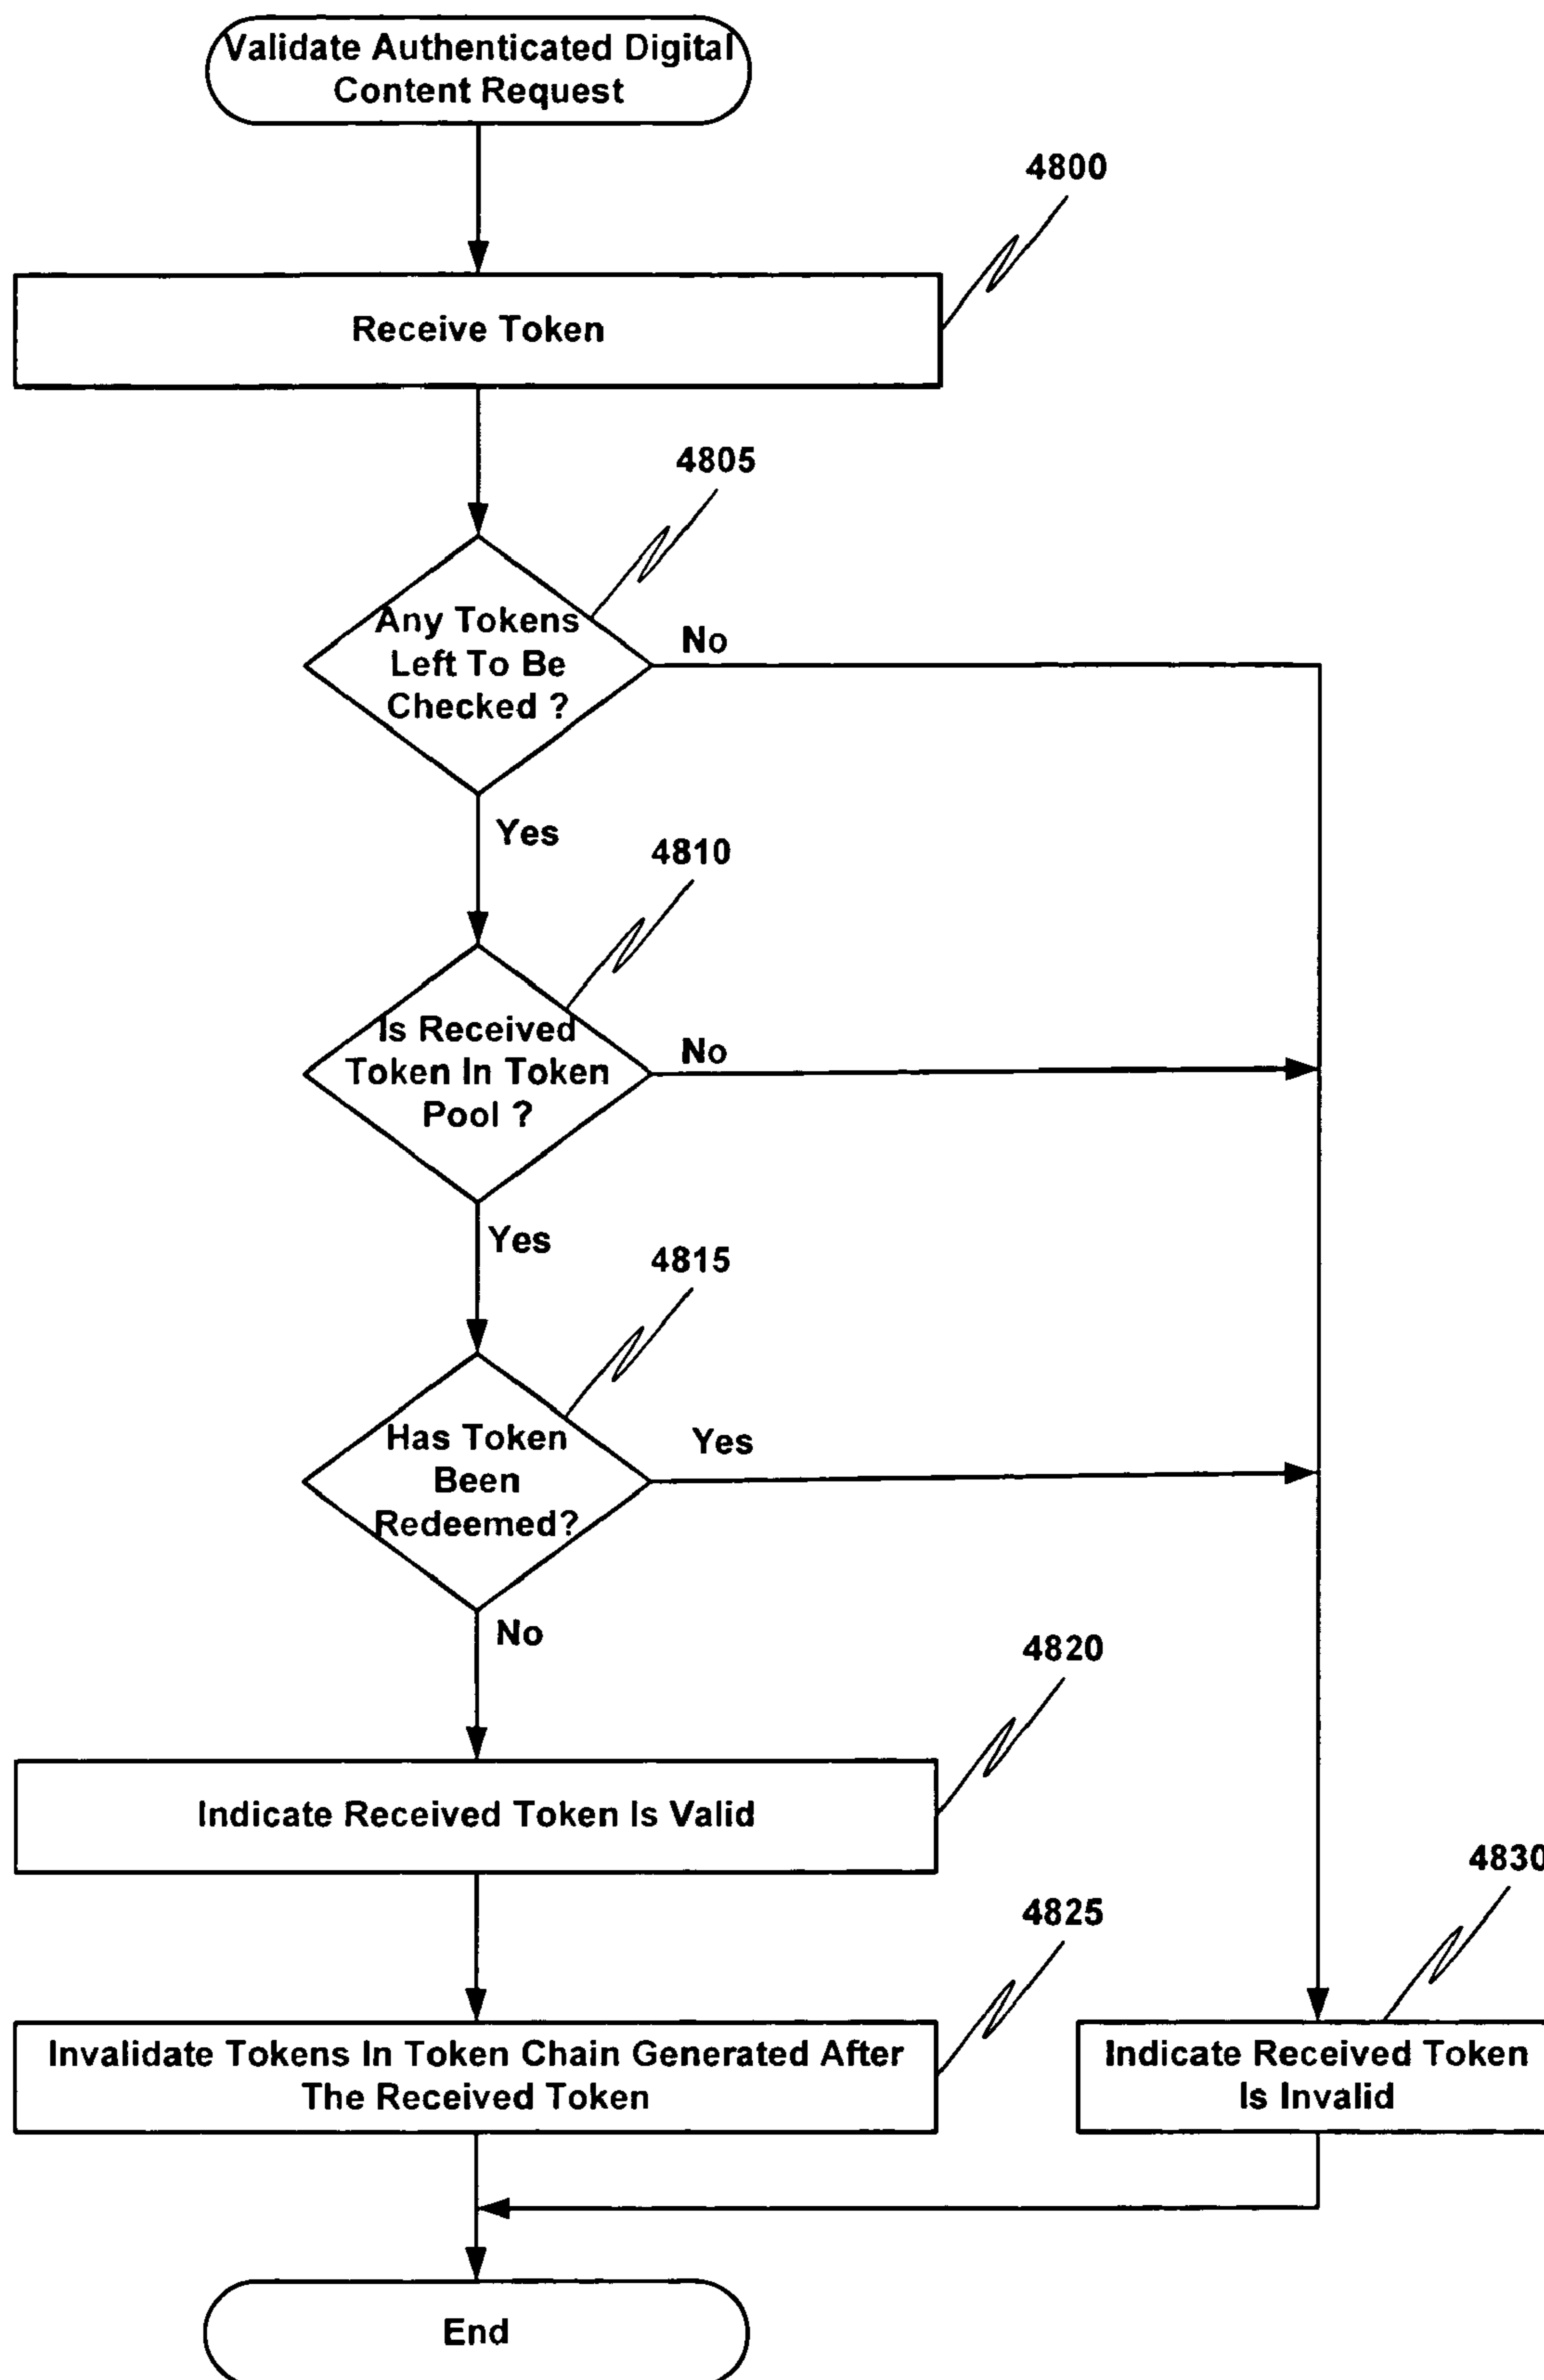 Validate Authenticated Digital
Content Request
4800
Receive Token
4805
Any Tokens
Left To Be
Checked ?
No
Yes
4810
Is Received
Token In Token
Pool ?
No
Yes
4815
Has Token
Been
Redeemed?
Yes
No
4820
Indicate Received Token Is Valid
4830
4825
Invalidate Tokens In Token Chain Generated After
The Received Token
Indicate Received Token
Is Invalid
End